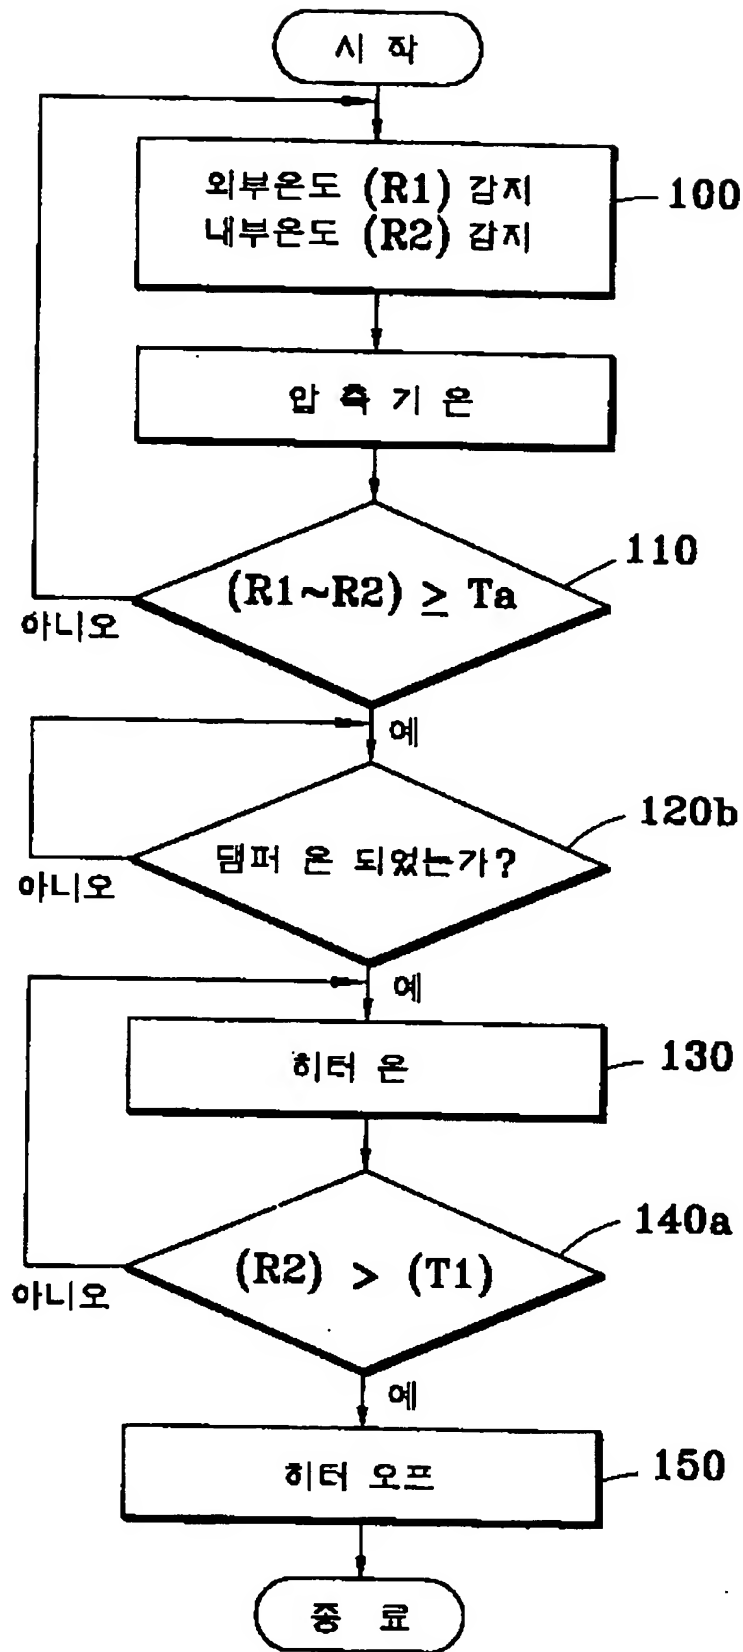 시 작
외부온도 (R1) 감지
내부온도 (R2) 감지
100
압 축 기 온
(R1~R2) ≥ Ta
110
아니오
예
댐퍼 온 되었는가?
120b
아니오
예
히터 온
130
(R2) > (T1)
140a
아니오
예
히터 오프
150
종 료